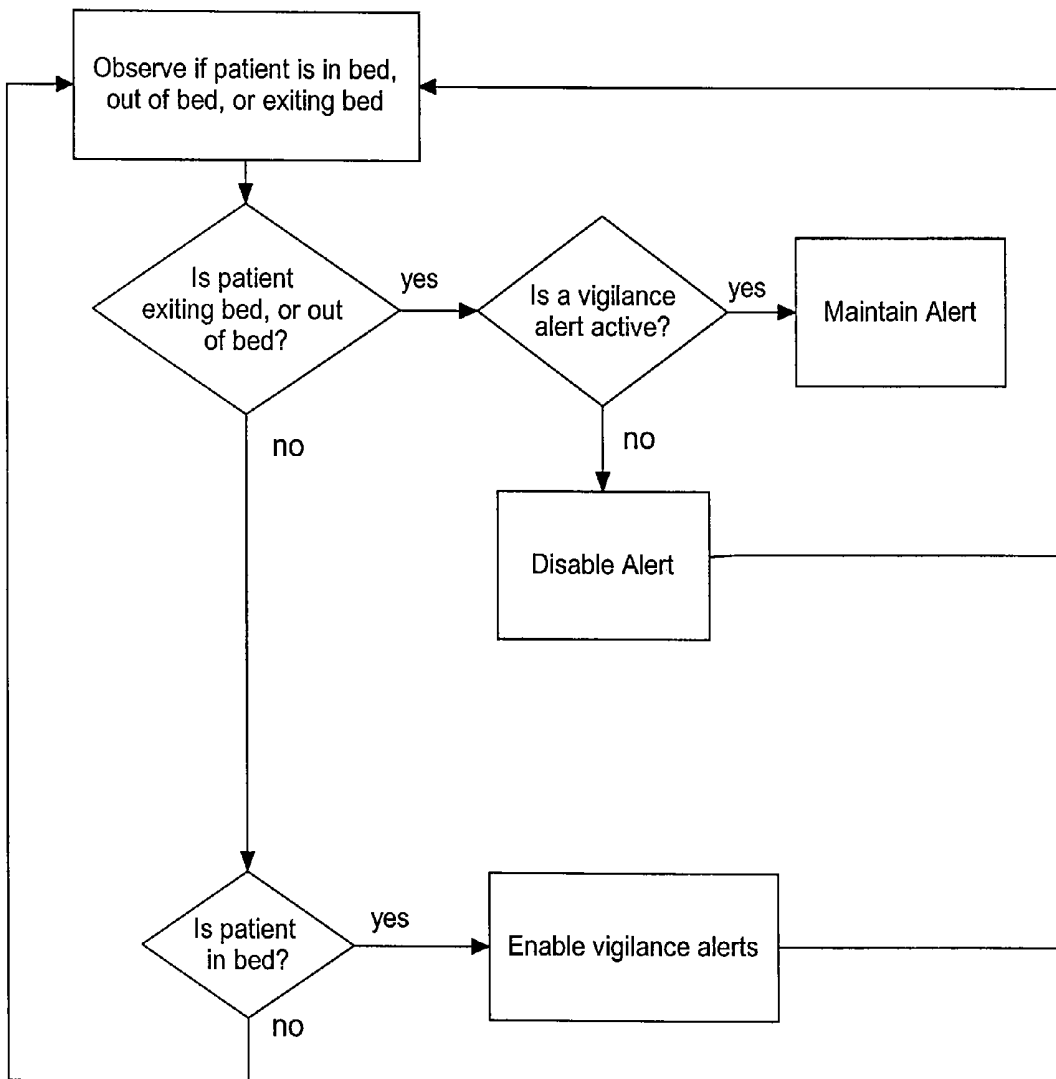 Observe if patient is in bed,
out of bed, or exiting bed
Is patient
exiting bed, or out
of bed?
yes
Is a vigilance
alert active?
yes
Maintain Alert
no
no
Disable Alert
Is patient
in bed?
yes
Enable vigilance alerts
no